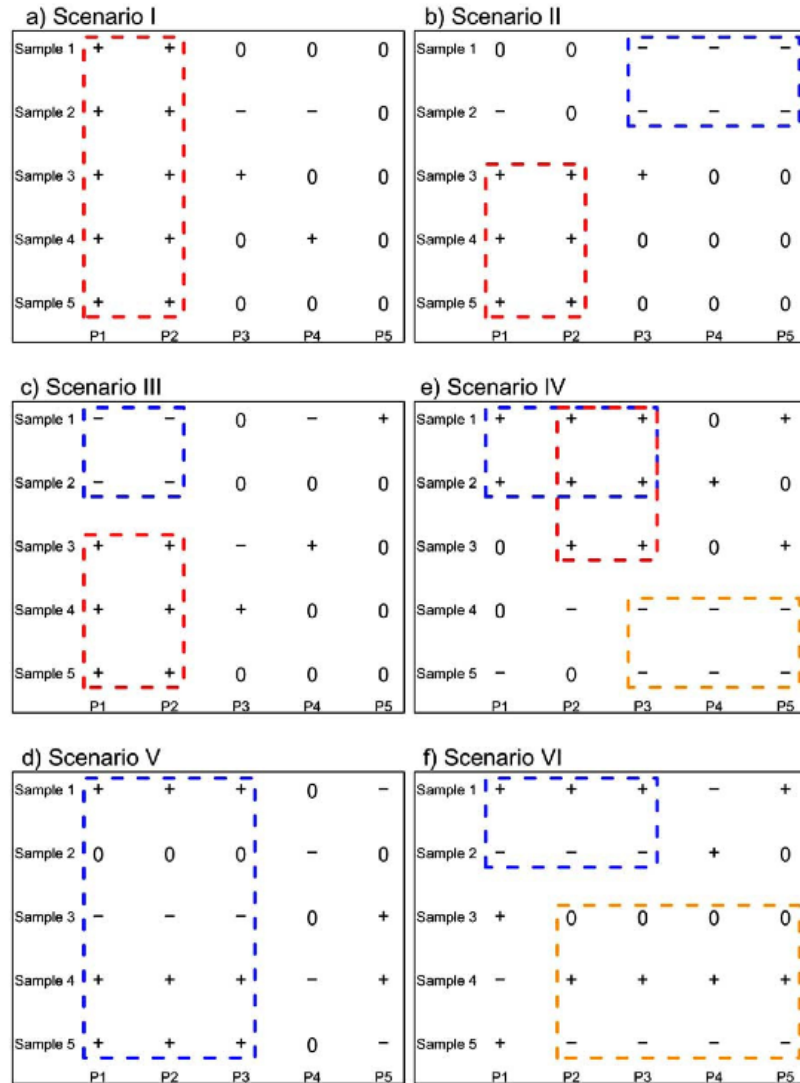 a) Scenario I
Sample 1 + + 0 0 0
Sample 2 + + − − 0
Sample 3 + + + 0 0
Sample 4 + + 0 + 0
Sample 5 + + 0 0 0
P1 P2 P3 P4 P5
b) Scenario II
Sample 1 0 0 − − −
Sample 2 − 0 − − −
Sample 3 + + + 0 0
Sample 4 + + 0 0 0
Sample 5 + + 0 0 0
P1 P2 P3 P4 P5
c) Scenario III
Sample 1 − − 0 − +
Sample 2 − − 0 0 0
Sample 3 + + − + 0
Sample 4 + + + 0 0
Sample 5 + + 0 0 0
P1 P2 P3 P4 P5
e) Scenario IV
Sample 1 + + + 0 +
Sample 2 + + + + 0
Sample 3 0 + + 0 +
Sample 4 0 − − − −
Sample 5 − 0 − − −
P1 P2 P3 P4 P5
d) Scenario V
Sample 1 + + + 0 −
Sample 2 0 0 0 − 0
Sample 3 − − − 0 +
Sample 4 + + + − +
Sample 5 + + + 0 −
P1 P2 P3 P4 P5
f) Scenario VI
Sample 1 + + + − +
Sample 2 − − − + 0
Sample 3 + 0 0 0 0
Sample 4 − + + + +
Sample 5 + − − − −
P1 P2 P3 P4 P5